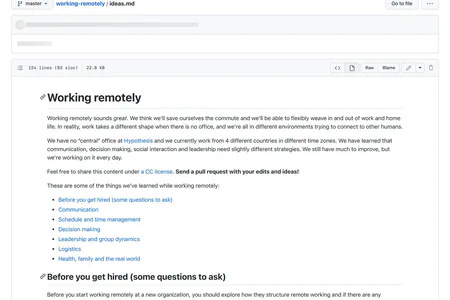 master
working-remotely / ideas.md
Go to file
184 lines (93 sloc) 22.8 KB
Raw
Blame
Working remotely
Working remotely sounds great. We think we'll save ourselves the commute and we'll be able to flexibly weave in and out of work and home
life. In reality, work takes a different shape when there is no office, and we're all in different environments trying to connect to other humans.
We have no "central" office at Hypothesis and we currently work from 4 different countries in different time zones. We have learned that
communication, decision making, social interaction and leadership need slightly different strategies. We still have much to improve, but
we're working on it every day.
Feel free to share this content under a CC license. Send a pull request with your edits and ideas!
These are some of the things we've learned while working remotely:
Before you get hired (some questions to ask)
Communication
Schedule and time management
Decision making
Leadership and group dynamics
Logistics
Health, family and the real world
Before you get hired (some questions to ask)
Before you start working remotely at a new organization, you should explore how they structure remote working and if there are any